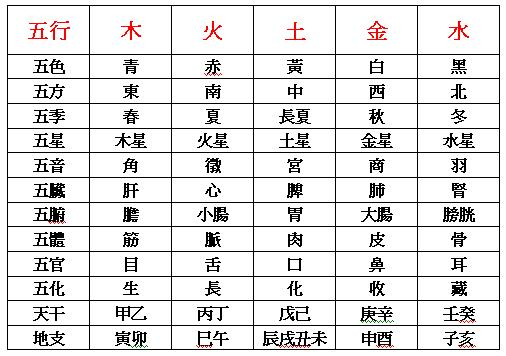 五行 木 火 土 金 水
五色 青 赤 黃 白 黑
五方 東 南 中 西 北
五季 春 夏 長夏 秋 冬
五星 木星 火星 土星 金星 水星
五音 角 徵 宮 商 羽
五臟 肝 心 脾 肺 腎
五腑 膽 小腸 胃 大腸 膀胱
五體 筋 脈 肉 皮 骨
五官 目 舌 口 鼻 耳
五化 生 長 化 收 藏
天干 甲乙 丙丁 戊己 庚辛 壬癸
地支 寅卯 巳午 辰戌丑未 申酉 子亥